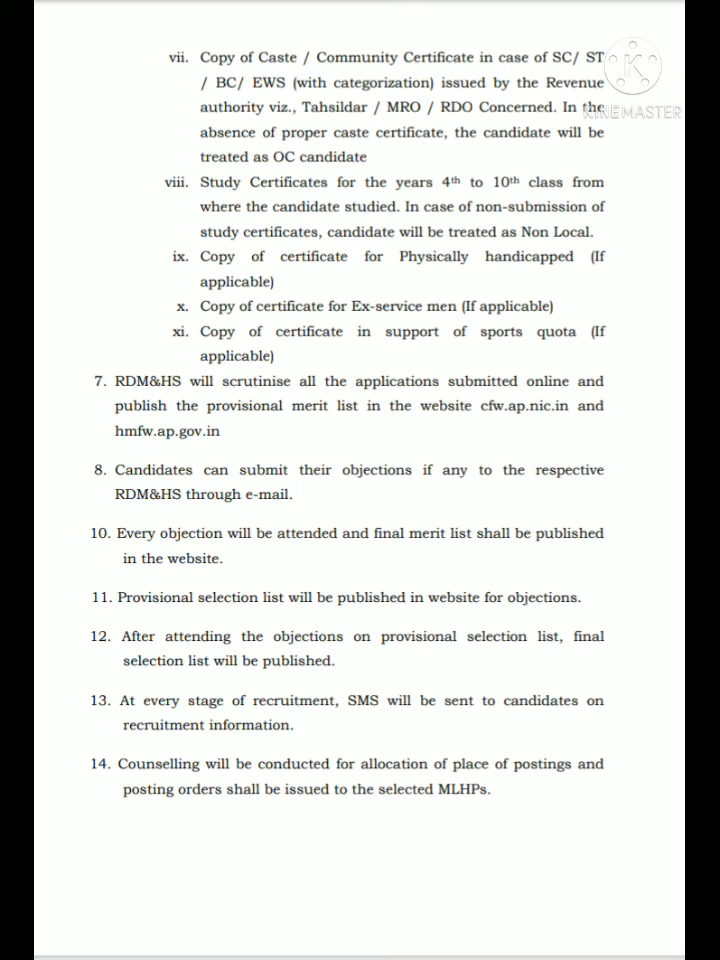 vii. Copy of Caste / Community Certificate in case of SC/ ST
/ BC/ EWS (with categorization) issued by the Revenue
authority viz., Tahsildar / MRO / RDO Concerned. In the
absence of proper caste certificate, the candidate will be
treated as OC candidate
viii. Study Certificates for the years 4th to 10th class from
where the candidate studied. In case of non-submission of
study certificates, candidate will be treated as Non Local.
ix. Copy of certificate for Physically handicapped (If
applicable)
x. Copy of certificate for Ex-service men (If applicable)
xi. Copy of certificate in support of sports quota (If
applicable)
7. RDM&HS will scrutinise all the applications submitted online and
publish the provisional merit list in the website cfw.ap.nic.in and
hmfw.ap.gov.in
8. Candidates can submit their objections if any to the respective
RDM&HS through e-mail.
10. Every objection will be attended and final merit list shall be published
in the website.
11. Provisional selection list will be published in website for objections.
12. After attending the objections on provisional selection list, final
selection list will be published.
13. At every stage of recruitment, SMS will be sent to candidates on
recruitment information.
14. Counselling will be conducted for allocation of place of postings and
posting orders shall be issued to the selected MLHPs.
K
KINEMASTER